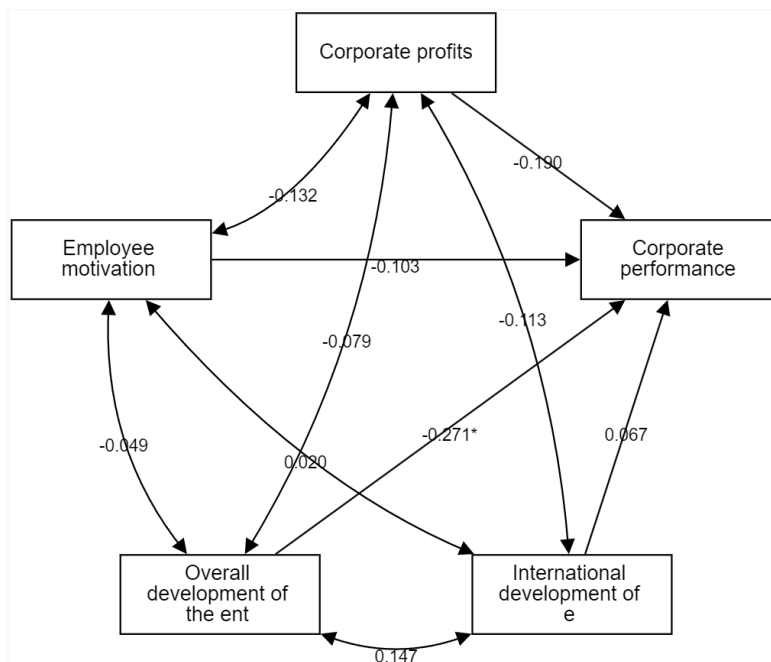 Corporate profits
-0.132
-0.190
Employee
motivation
-0.103
Corporate
performance
-0.079
-0.113
-0.049
0.020
-0.271*
0.067
Overall
development of
the ent
International
development of
e
0.147